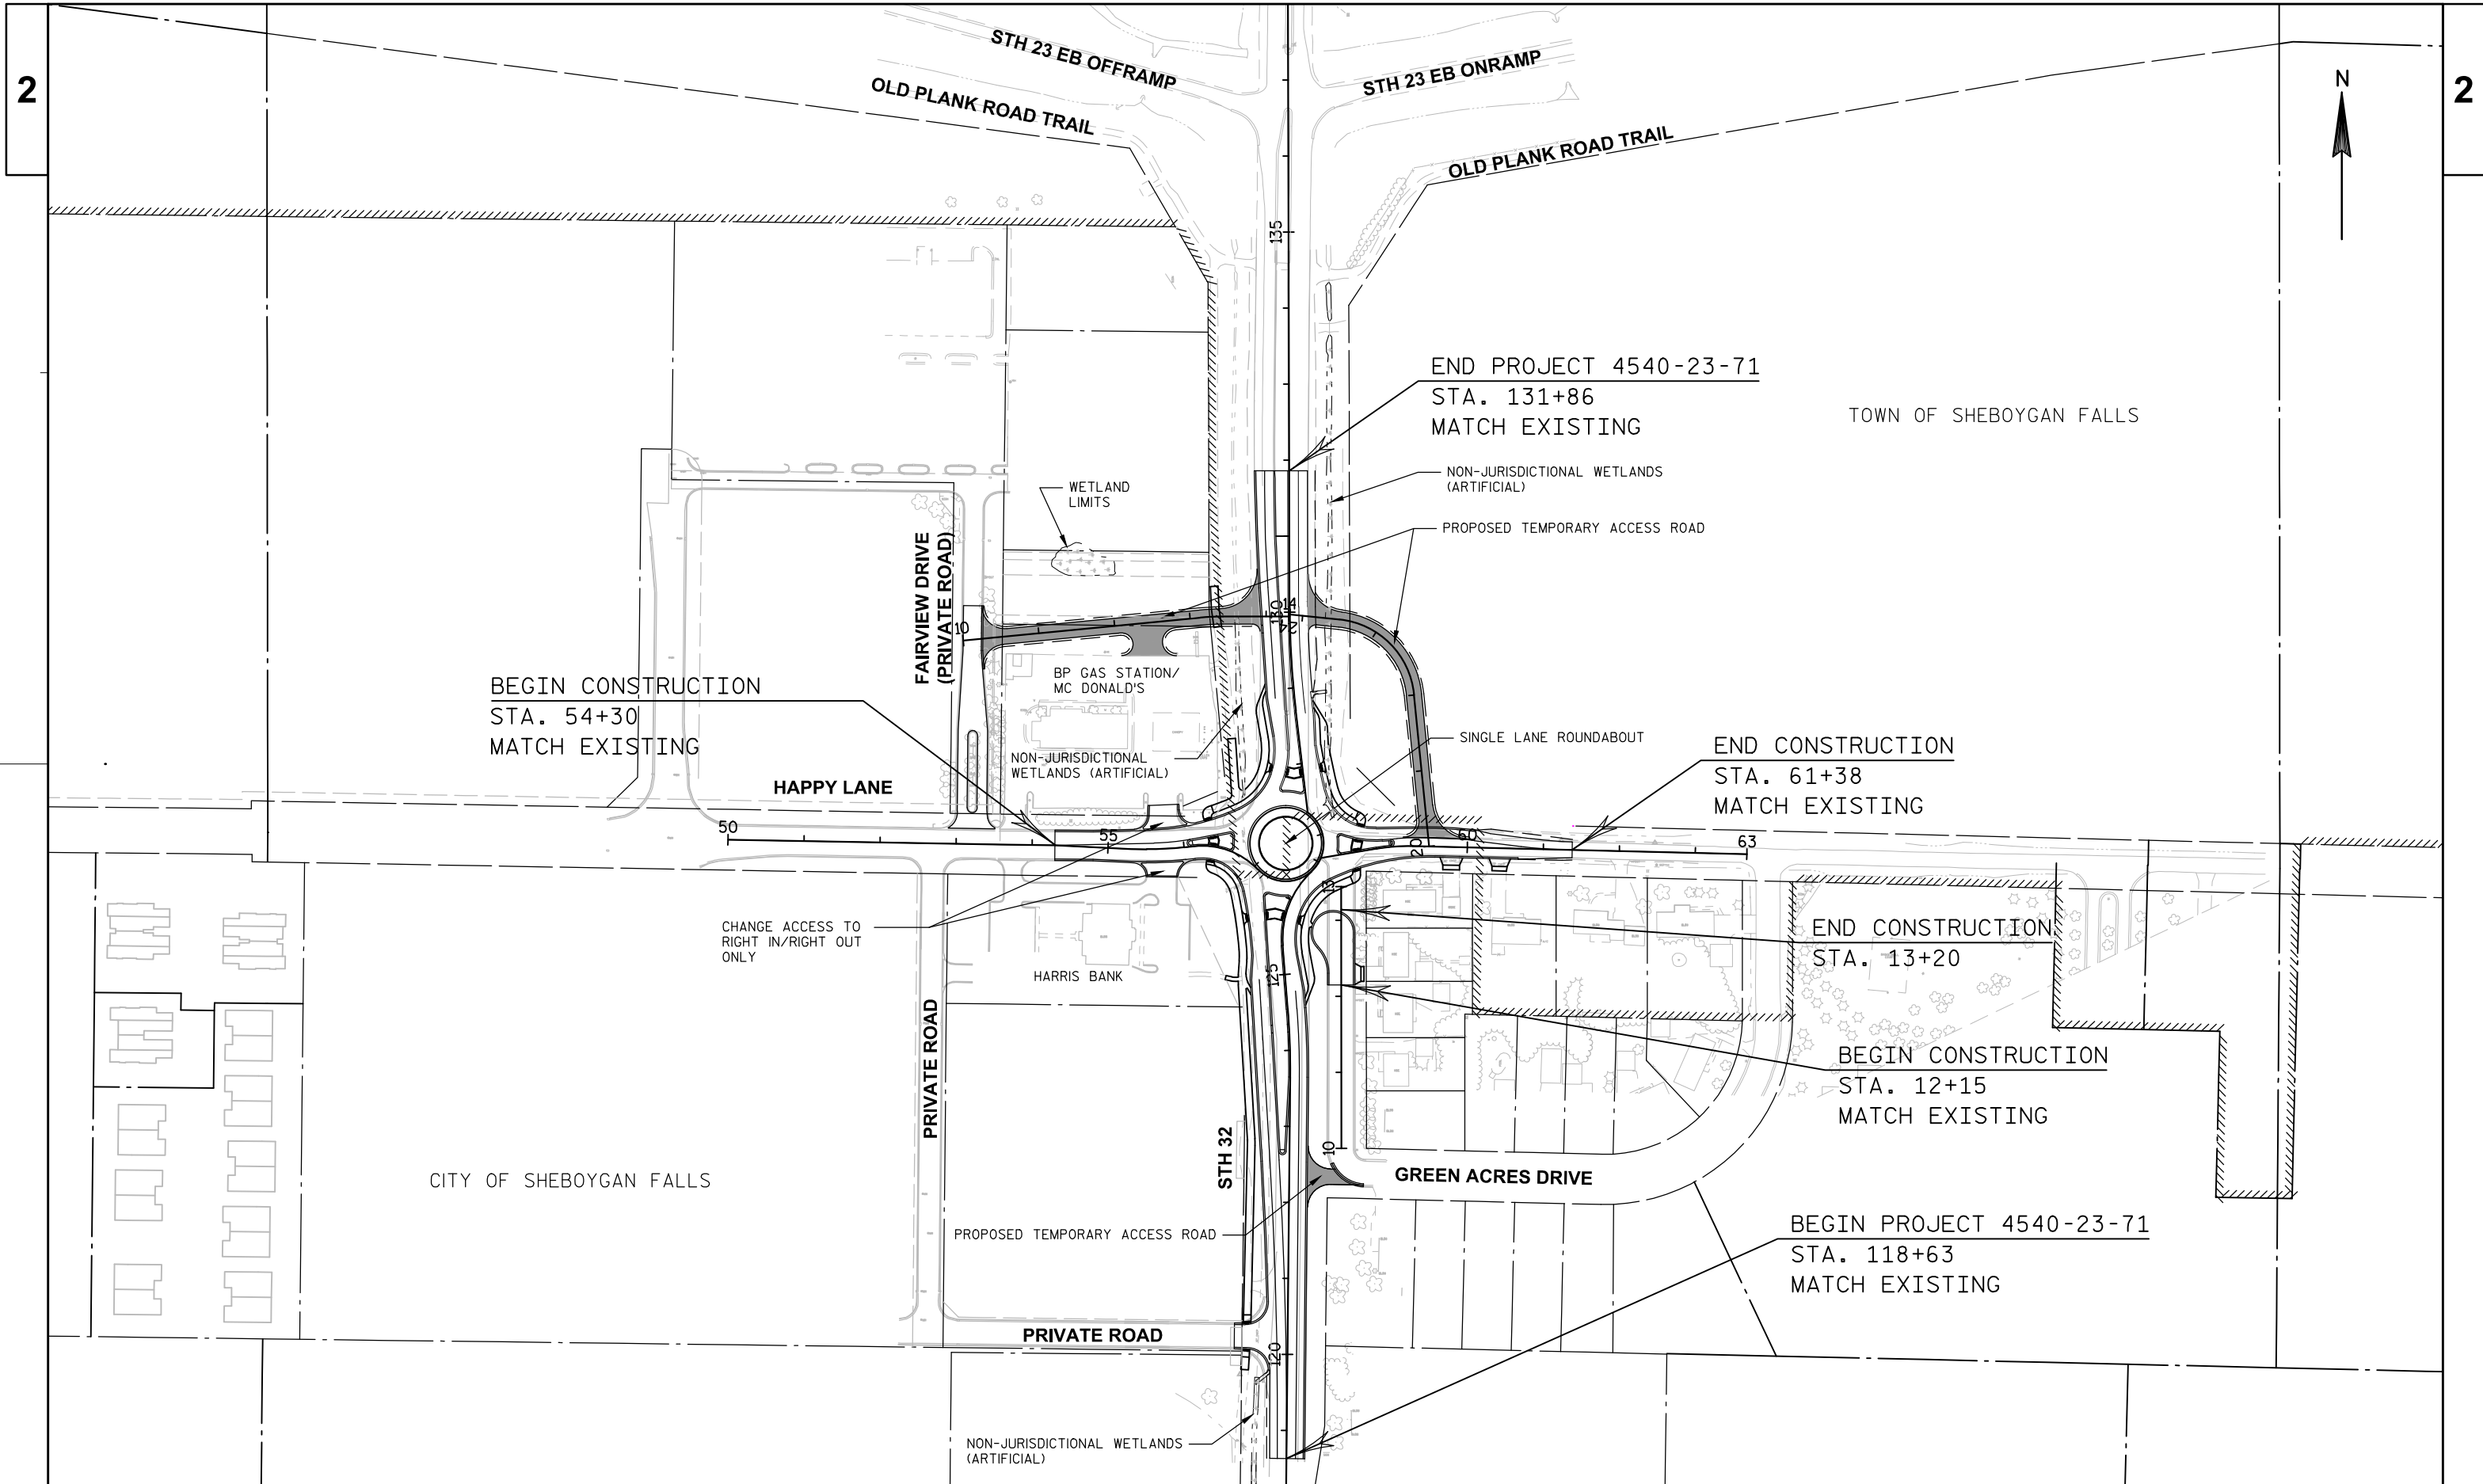 2
2
STH 23 EB OFFRAMP
STH 23 EB ONRAMP
OLD PLANK ROAD TRAIL
OLD PLANK ROAD TRAIL
N
135
END PROJECT 4540-23-71
STA. 131+86
MATCH EXISTING
TOWN OF SHEBOYGAN FALLS
NON-JURISDICTIONAL WETLANDS
(ARTIFICIAL)
WETLAND
LIMITS
PROPOSED TEMPORARY ACCESS ROAD
FAIRVIEW DRIVE
(PRIVATE ROAD)
10
130
14
24
BP GAS STATION/
MC DONALD'S
BEGIN CONSTRUCTION
STA. 54+30
MATCH EXISTING
NON-JURISDICTIONAL
WETLANDS (ARTIFICIAL)
SINGLE LANE ROUNDABOUT
END CONSTRUCTION
STA. 61+38
MATCH EXISTING
HAPPY LANE
50
55
20
60
63
13
CHANGE ACCESS TO
RIGHT IN/RIGHT OUT
ONLY
HARRIS BANK
125
END CONSTRUCTION
STA. 13+20
BEGIN CONSTRUCTION
STA. 12+15
MATCH EXISTING
PRIVATE ROAD
STH 32
10
GREEN ACRES DRIVE
CITY OF SHEBOYGAN FALLS
PROPOSED TEMPORARY ACCESS ROAD
BEGIN PROJECT 4540-23-71
STA. 118+63
MATCH EXISTING
PRIVATE ROAD
120
NON-JURISDICTIONAL WETLANDS
(ARTIFICIAL)